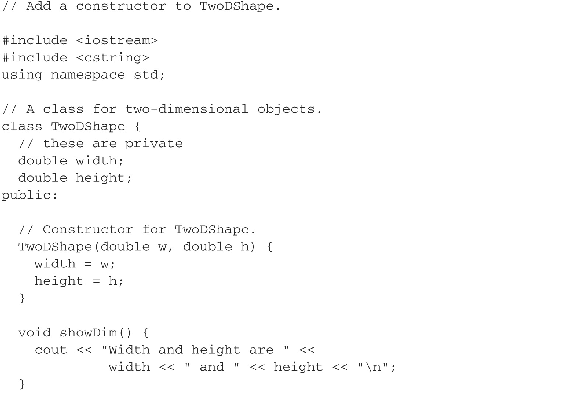 // Add a constructor to TwoDShape.
#include <iostream>
#include <cstring>
using namespace std;
// A class for two-dimensional objects.
class TwoDShape {
// these are private
double width;
double height;
public:
// Constructor for TwoDShape.
TwoDShape(double w, double h) {
width = w;
height = h;
}
void showDim() {
cout << "Width and height are " <<
width << " and " << height << "\n";
}